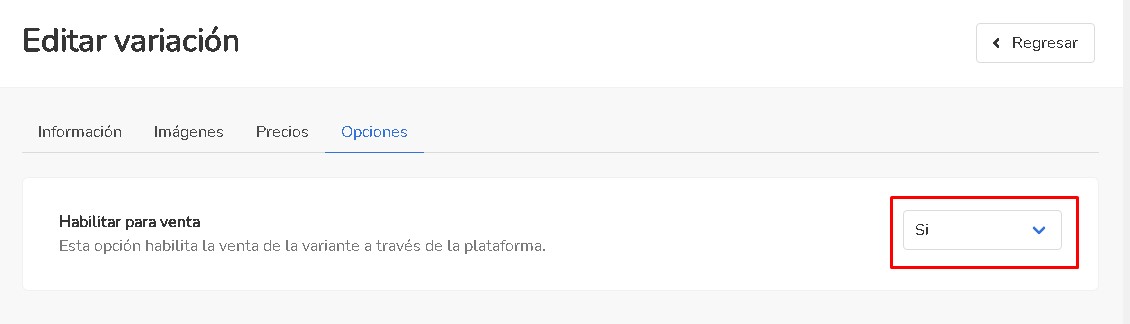 Editar variación
Regresar
Información Imágenes Precios Opciones
Habilitar para venta
Esta opción habilita la venta de la variante a través de la plataforma.
Si